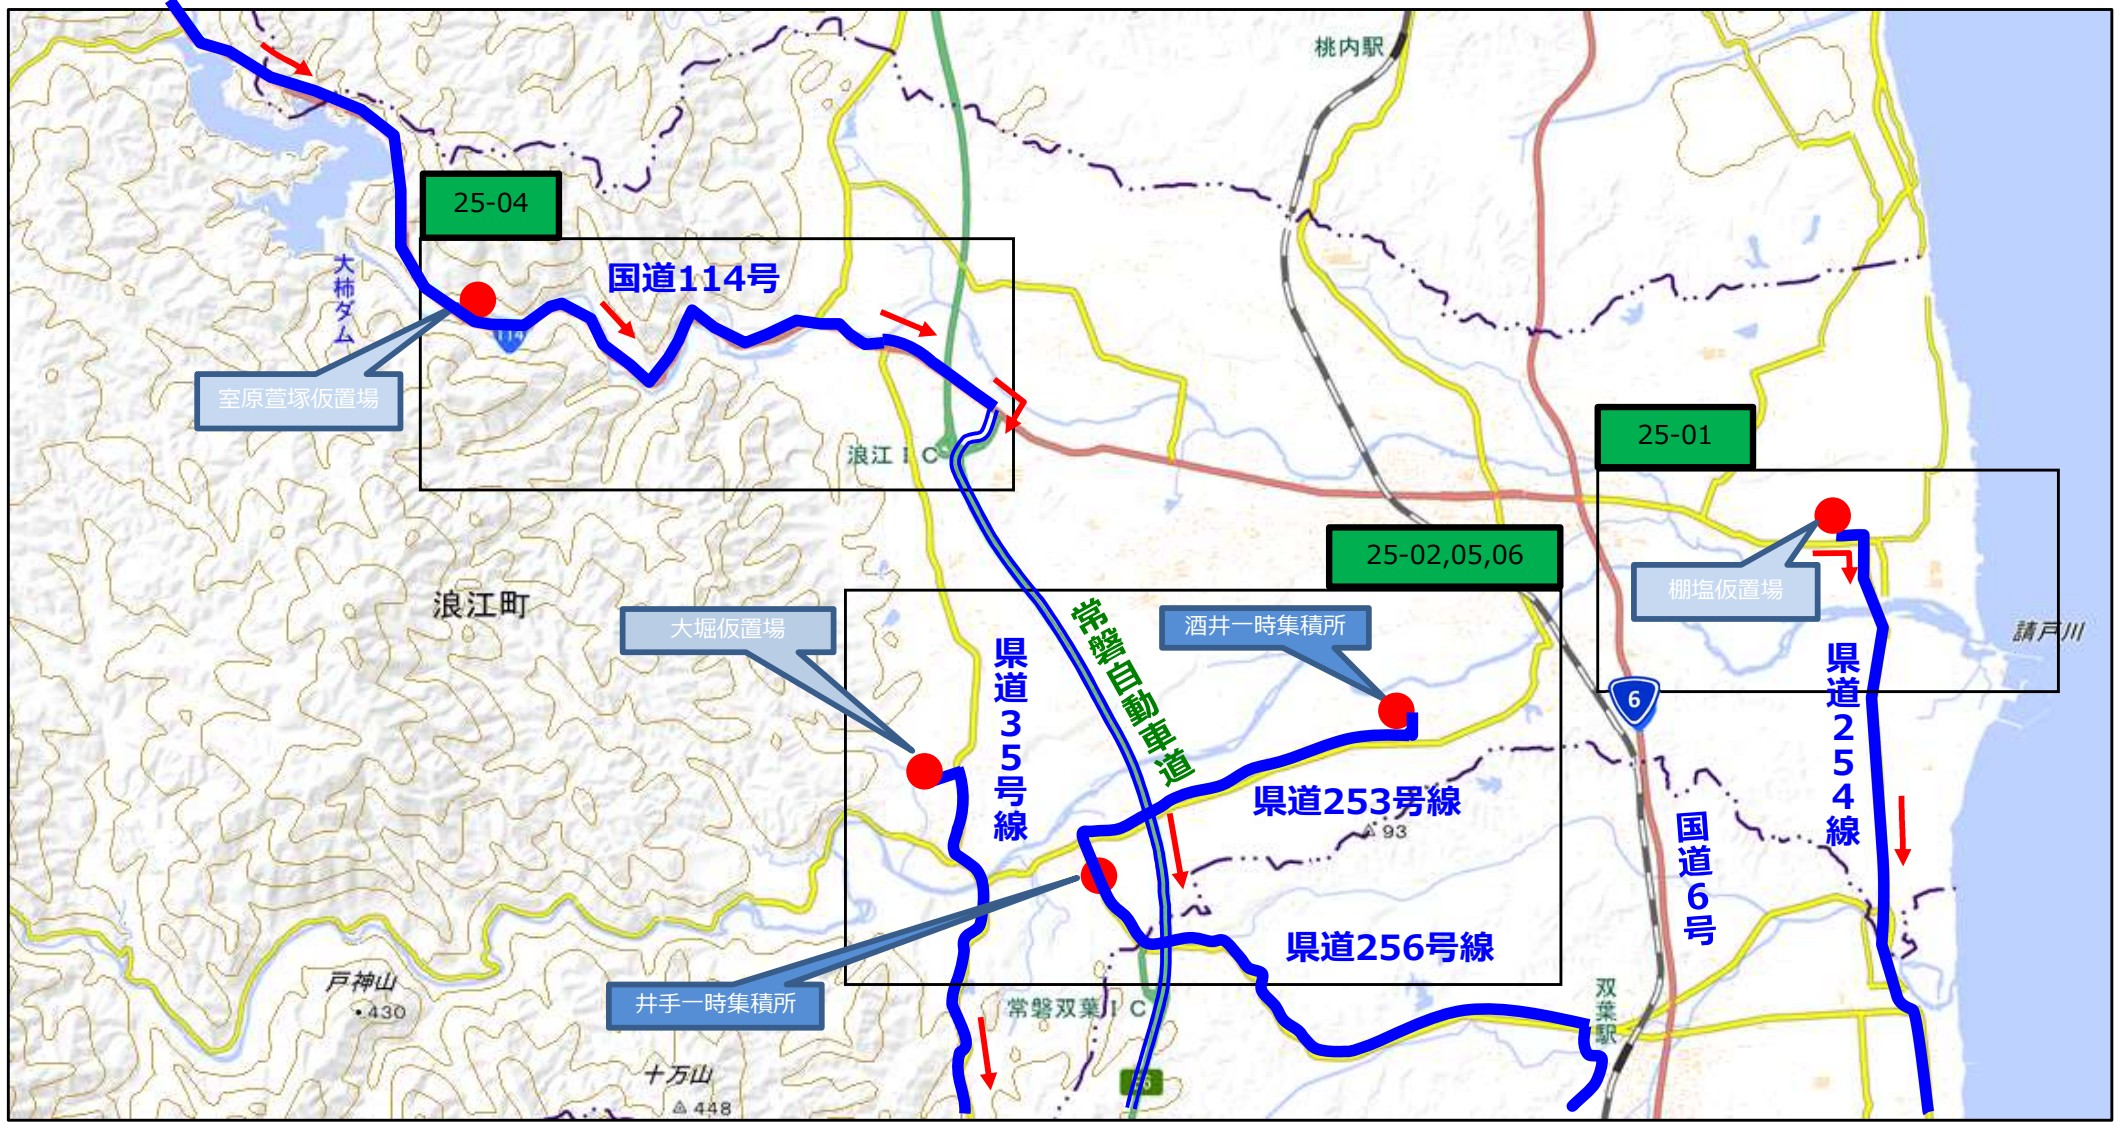 桃内駅
25-04
大柿ダム
国道114号
114
室原萱塚仮置場
浪江IC
25-01
棚塩仮置場
請戸川
25-02,05,06
浪江町
大堀仮置場
県道35号線
常磐自動車道
酒井一時集積所
県道254線
6
県道253号線
93
国道6号
県道256号線
井手一時集積所
戸神山
430
常磐双葉IC
双葉駅
十万山
448